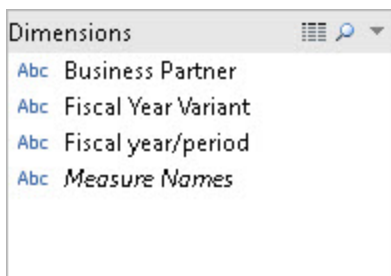 Dimensions
Abc Business Partner
Abc Fiscal Year Variant
Abc Fiscal year/period
Abc Measure Names